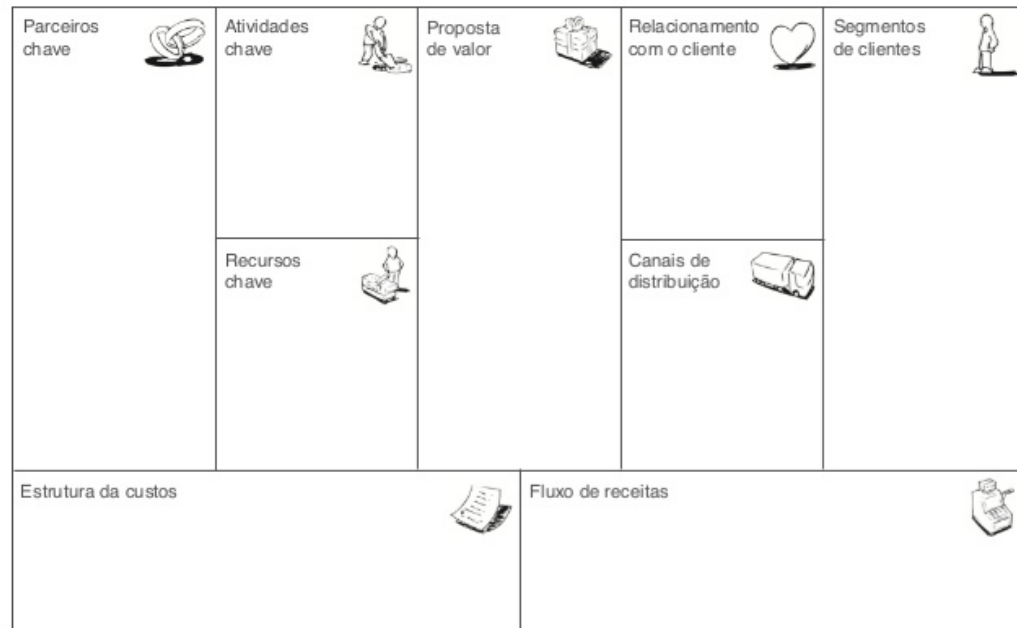 Parceiros
chave
Atividades
chave
Proposta
de valor
Relacionamento
com o cliente
Segmentos
de clientes
Recursos
chave
Canais de
distribuição
Estrutura da custos
Fluxo de receitas